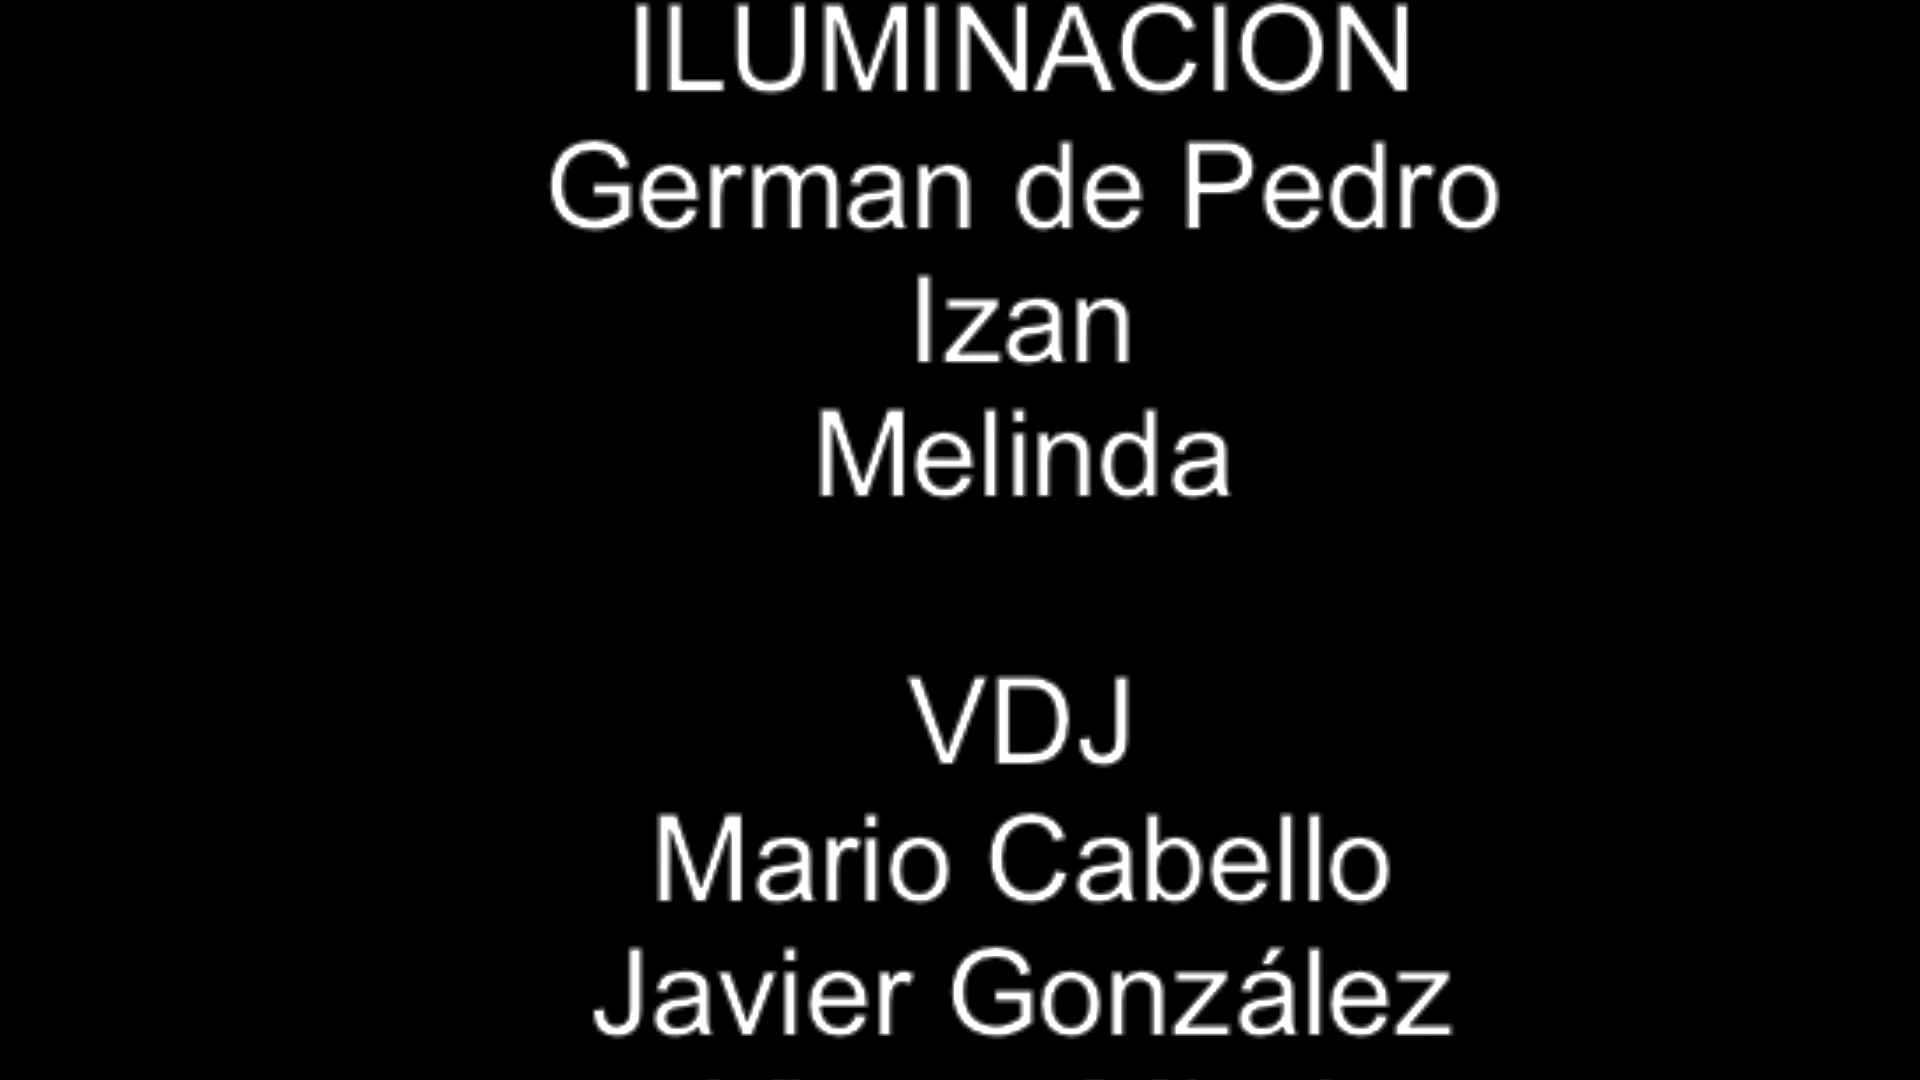 ILUMINACION
German de Pedro
Izan
Melinda
VDJ
Mario Cabello
Javier González